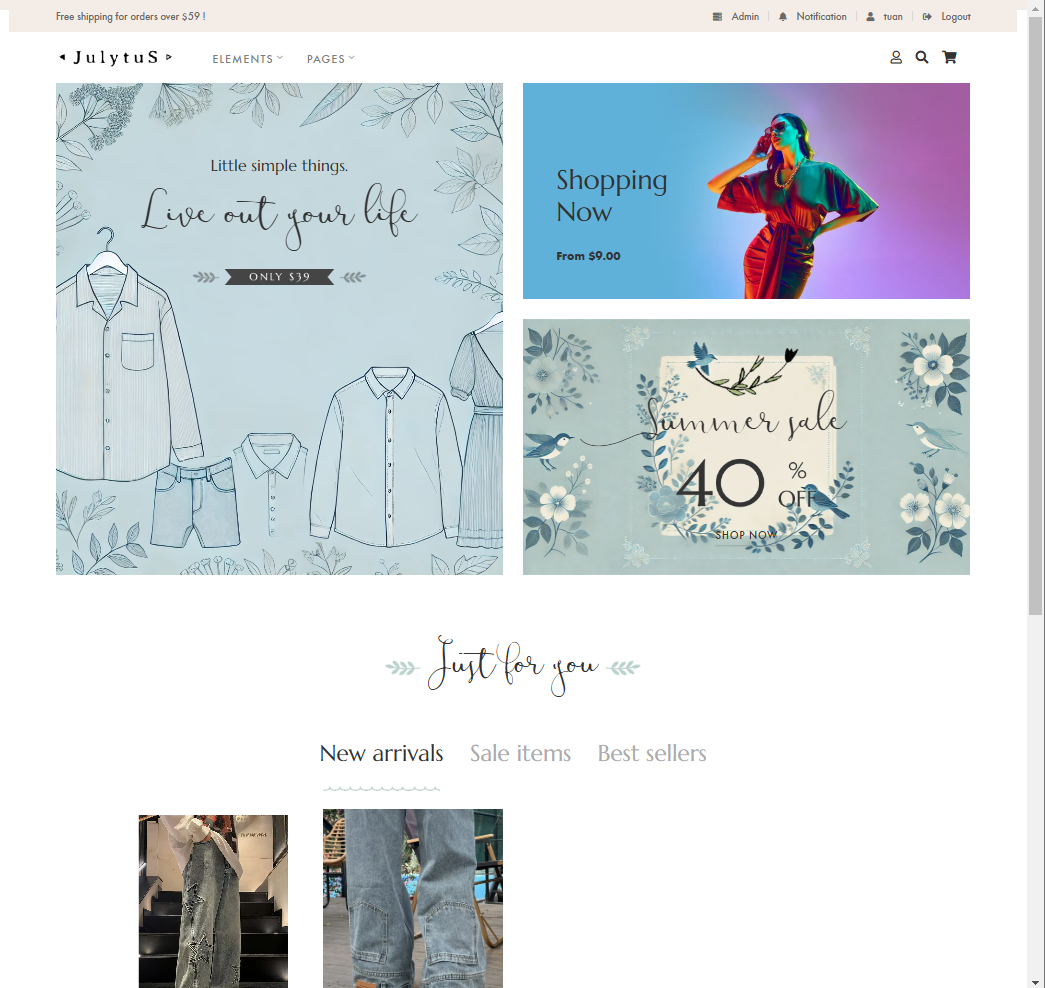 Free shipping for orders over $59 !
Admin
Notification
tuan
Logout
JulytuS
ELEMENTS
PAGES
Little simple things.
Live out your life
ONLY $39
Shopping
Now
From $9.00
Summer sale
40 % OFF
SHOP NOW
Just for you
New arrivals
Sale items
Best sellers